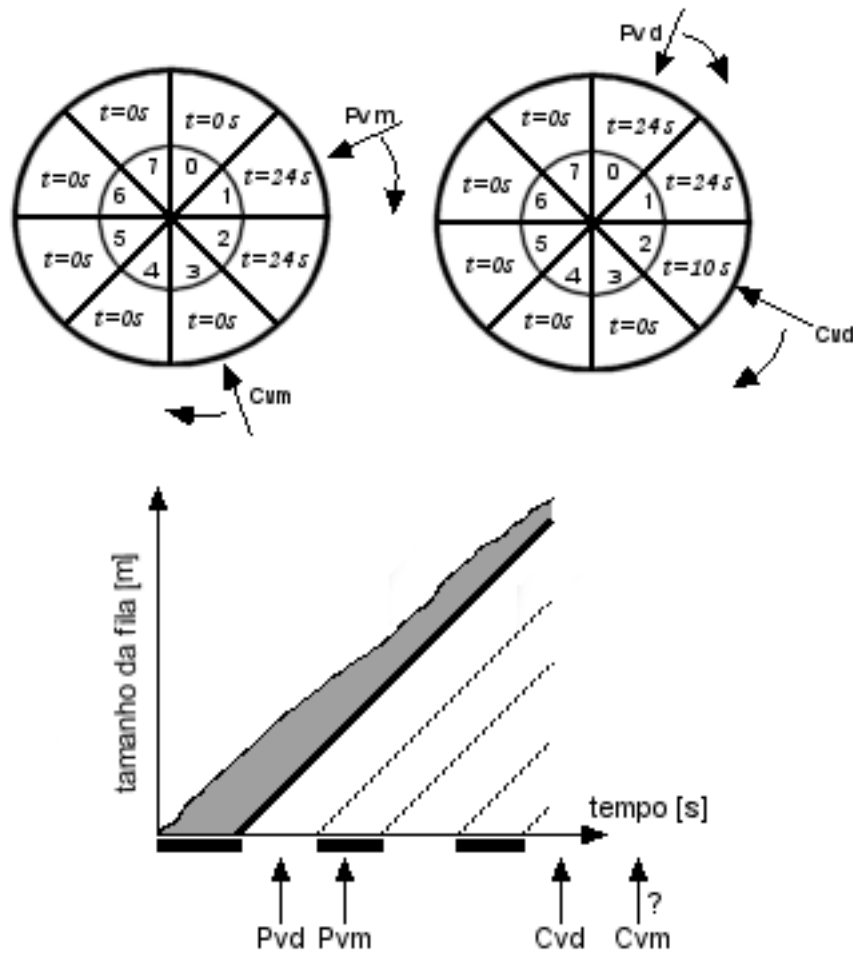 Pvd
t=0s
t=0 s
Pvm
t=0s
t=24 s
t=0s
7
0
7
0
t=0s
6
1
t=24 s
t=0s
6
1
t=24 s
t=0s
5
2
t=24 s
t=0s
5
2
t=10 s
4
3
4
3
t=0s
t=0s
t=0s
t=0s
Cvd
Cvm
tamanho da fila [m]
tempo [s]
?
Pvd Pvm Cvd Cvm